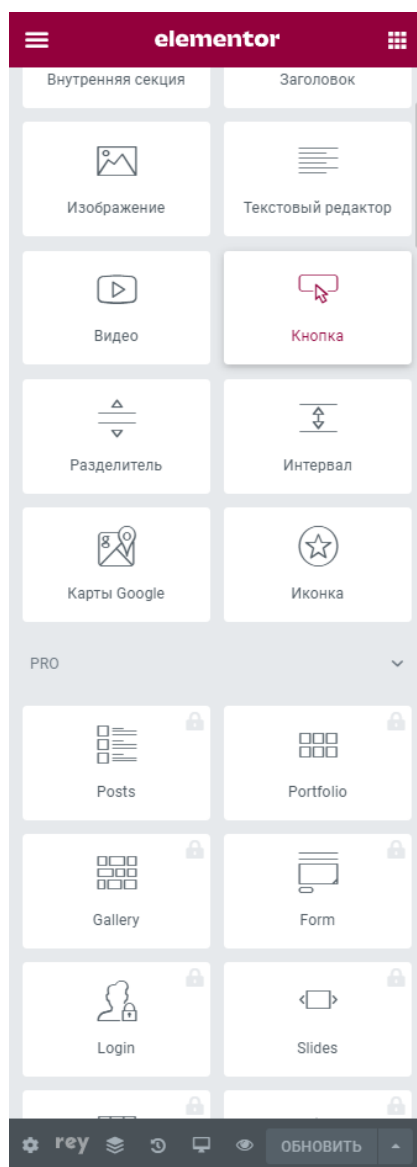 elementor
Внутренняя секция
Заголовок
Изображение
Текстовый редактор
Видео
Кнопка
Разделитель
Интервал
g
Карты Google
Иконка
PRO
Posts
Portfolio
Gallery
Form
Login
Slides
rey
ОБНОВИТЬ